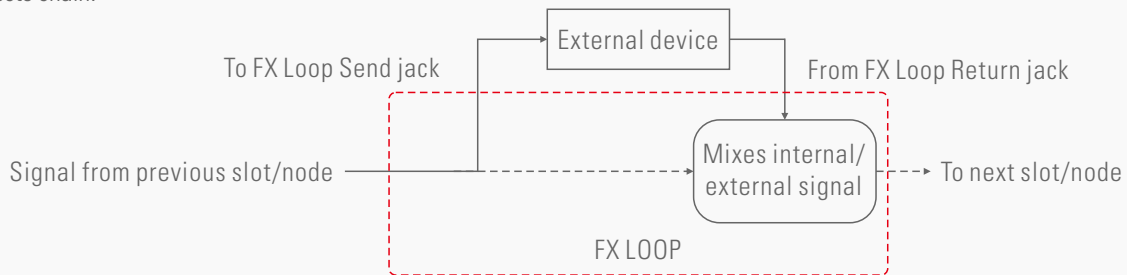 External device
To FX Loop Send jack
From FX Loop Return jack
Signal from previous slot/node
Mixes internal/
external signal
To next slot/node
FX LOOP